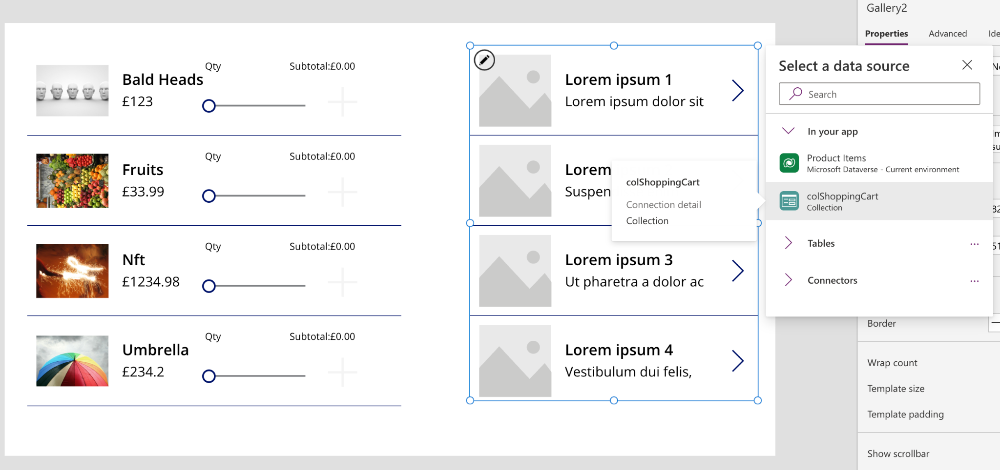 Gallery2
Properties
Advanced
Ide
Bald Heads
£123
Qty
Subtotal:£0.00
Fruits
£33.99
Qty
Subtotal:£0.00
Nft
£1234.98
Qty
Subtotal:£0.00
Umbrella
£234.2
Qty
Subtotal:£0.00
Lorem ipsum 1
Lorem ipsum dolor sit
Lorem
Suspen
Lorem ipsum 3
Ut pharetra a dolor ac
Lorem ipsum 4
Vestibulum dui felis,
colShoppingCart
Connection detail
Collection
Select a data source
Search
In your app
Product Items
Microsoft Dataverse - Current environment
colShoppingCart
Collection
Tables
Connectors
Border
Wrap count
Template size
Template padding
Show scrollbar